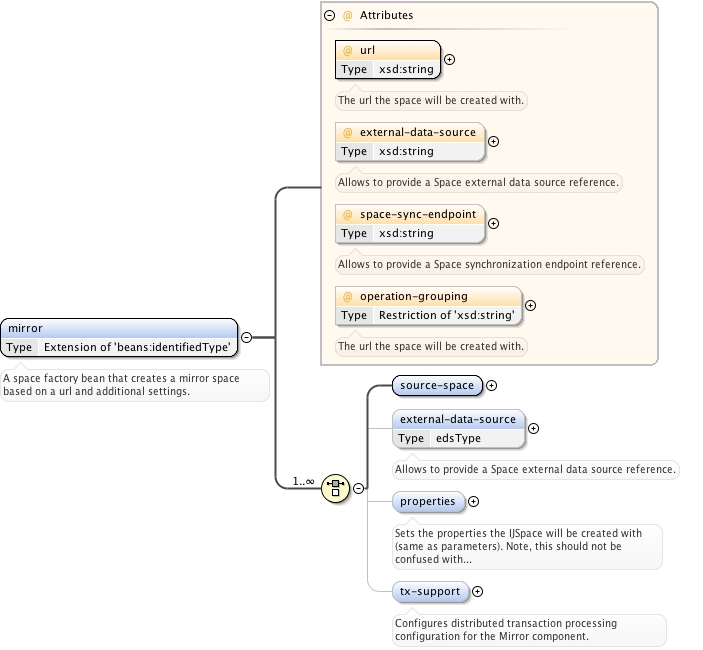 Attributes
@ url
Type xsd:string
The url the space will be created with.
@ external-data-source
Type xsd:string
Allows to provide a Space external data source reference.
@ space-sync-endpoint
Type xsd:string
Allows to provide a Space synchronization endpoint reference.
@ operation-grouping
Type Restriction of 'xsd:string'
The url the space will be created with.
mirror
Type Extension of 'beans:identifiedType'
A space factory bean that creates a mirror space
based on a url and additional settings.
1..∞
source-space
external-data-source
Type edsType
Allows to provide a Space external data source reference.
properties
Sets the properties the IJSpace will be created with
(same as parameters). Note, this should not be
confused with...
tx-support
Configures distributed transaction processing
configuration for the Mirror component.